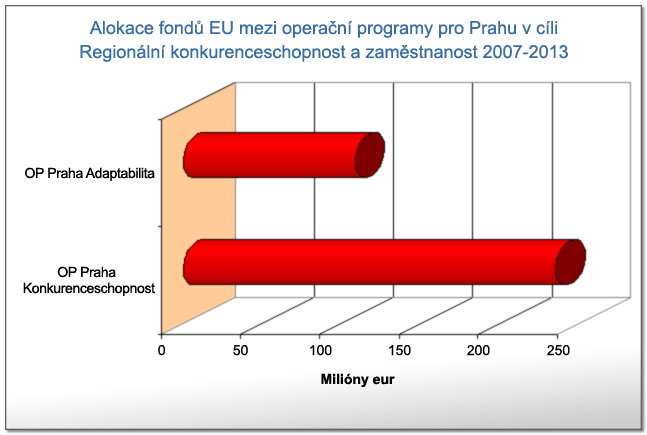 Alokace fondů EU mezi operační programy pro Prahu v cíli
Regionální konkurenceschopnost a zaměstnanost 2007-2013
OP Praha Adaptabilita
OP Praha
Konkurenceschopnost
0 50 100 150 200 250
Milióny eur